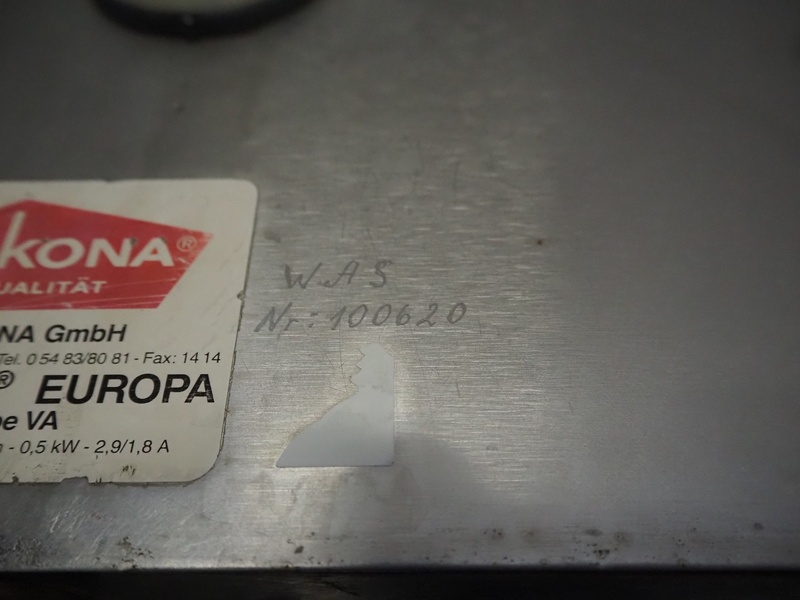 kONA®
UALITÄT
NA GmbH
Tel. 0 54 83/80 81 - Fax: 14 14
® EUROPA
pe VA
- 0,5 kW - 2,9/1,8 A
WAS
Nr: 100620